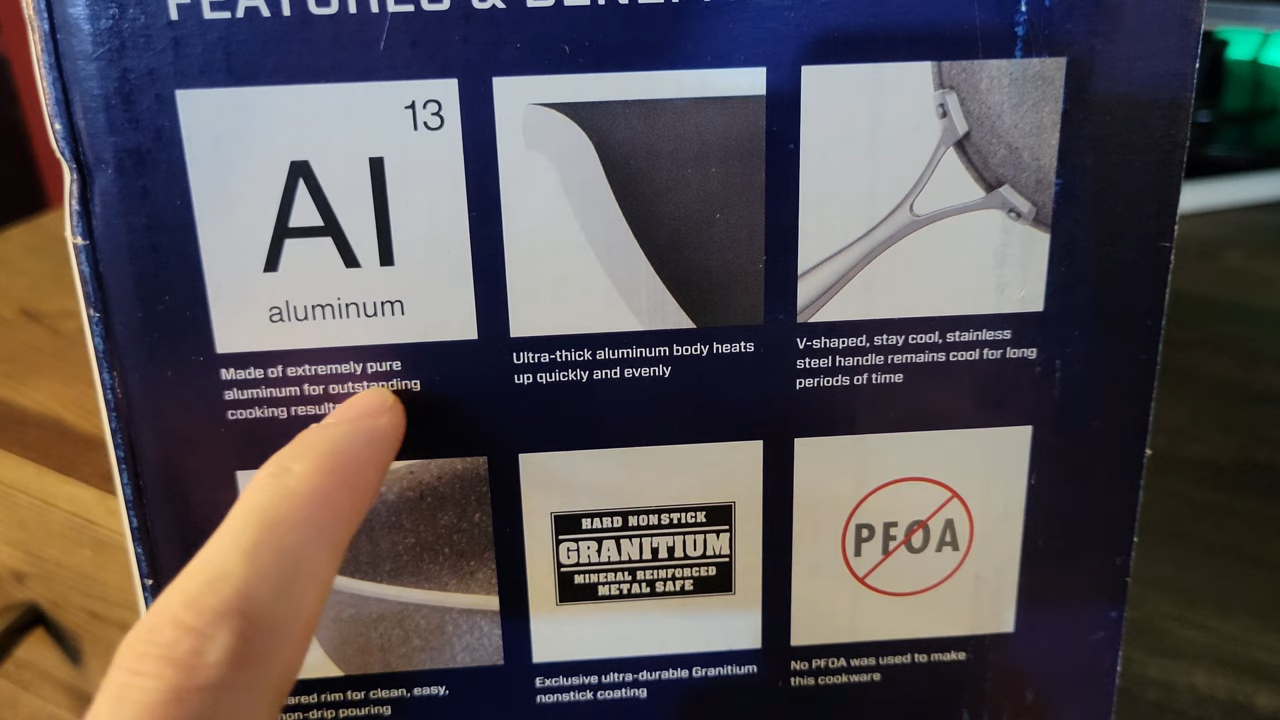 FEATURES &
13
Al
aluminum
Made of extremely pure
aluminum for outstanding
cooking
Ultra-thick aluminum body heats
up quickly and evenly
V-shaped, stay cool, stainless
steel handle remains cool for long
periods of time
rim for clean, easy,
non-drip pouring
HARD NONSTICK
GRANITIUM
MINERAL REINFORCED
METAL SAFE
Exclusive ultra-durable Granitium
nonstick coating
PFOA
No PFOA was used to make
this cookware